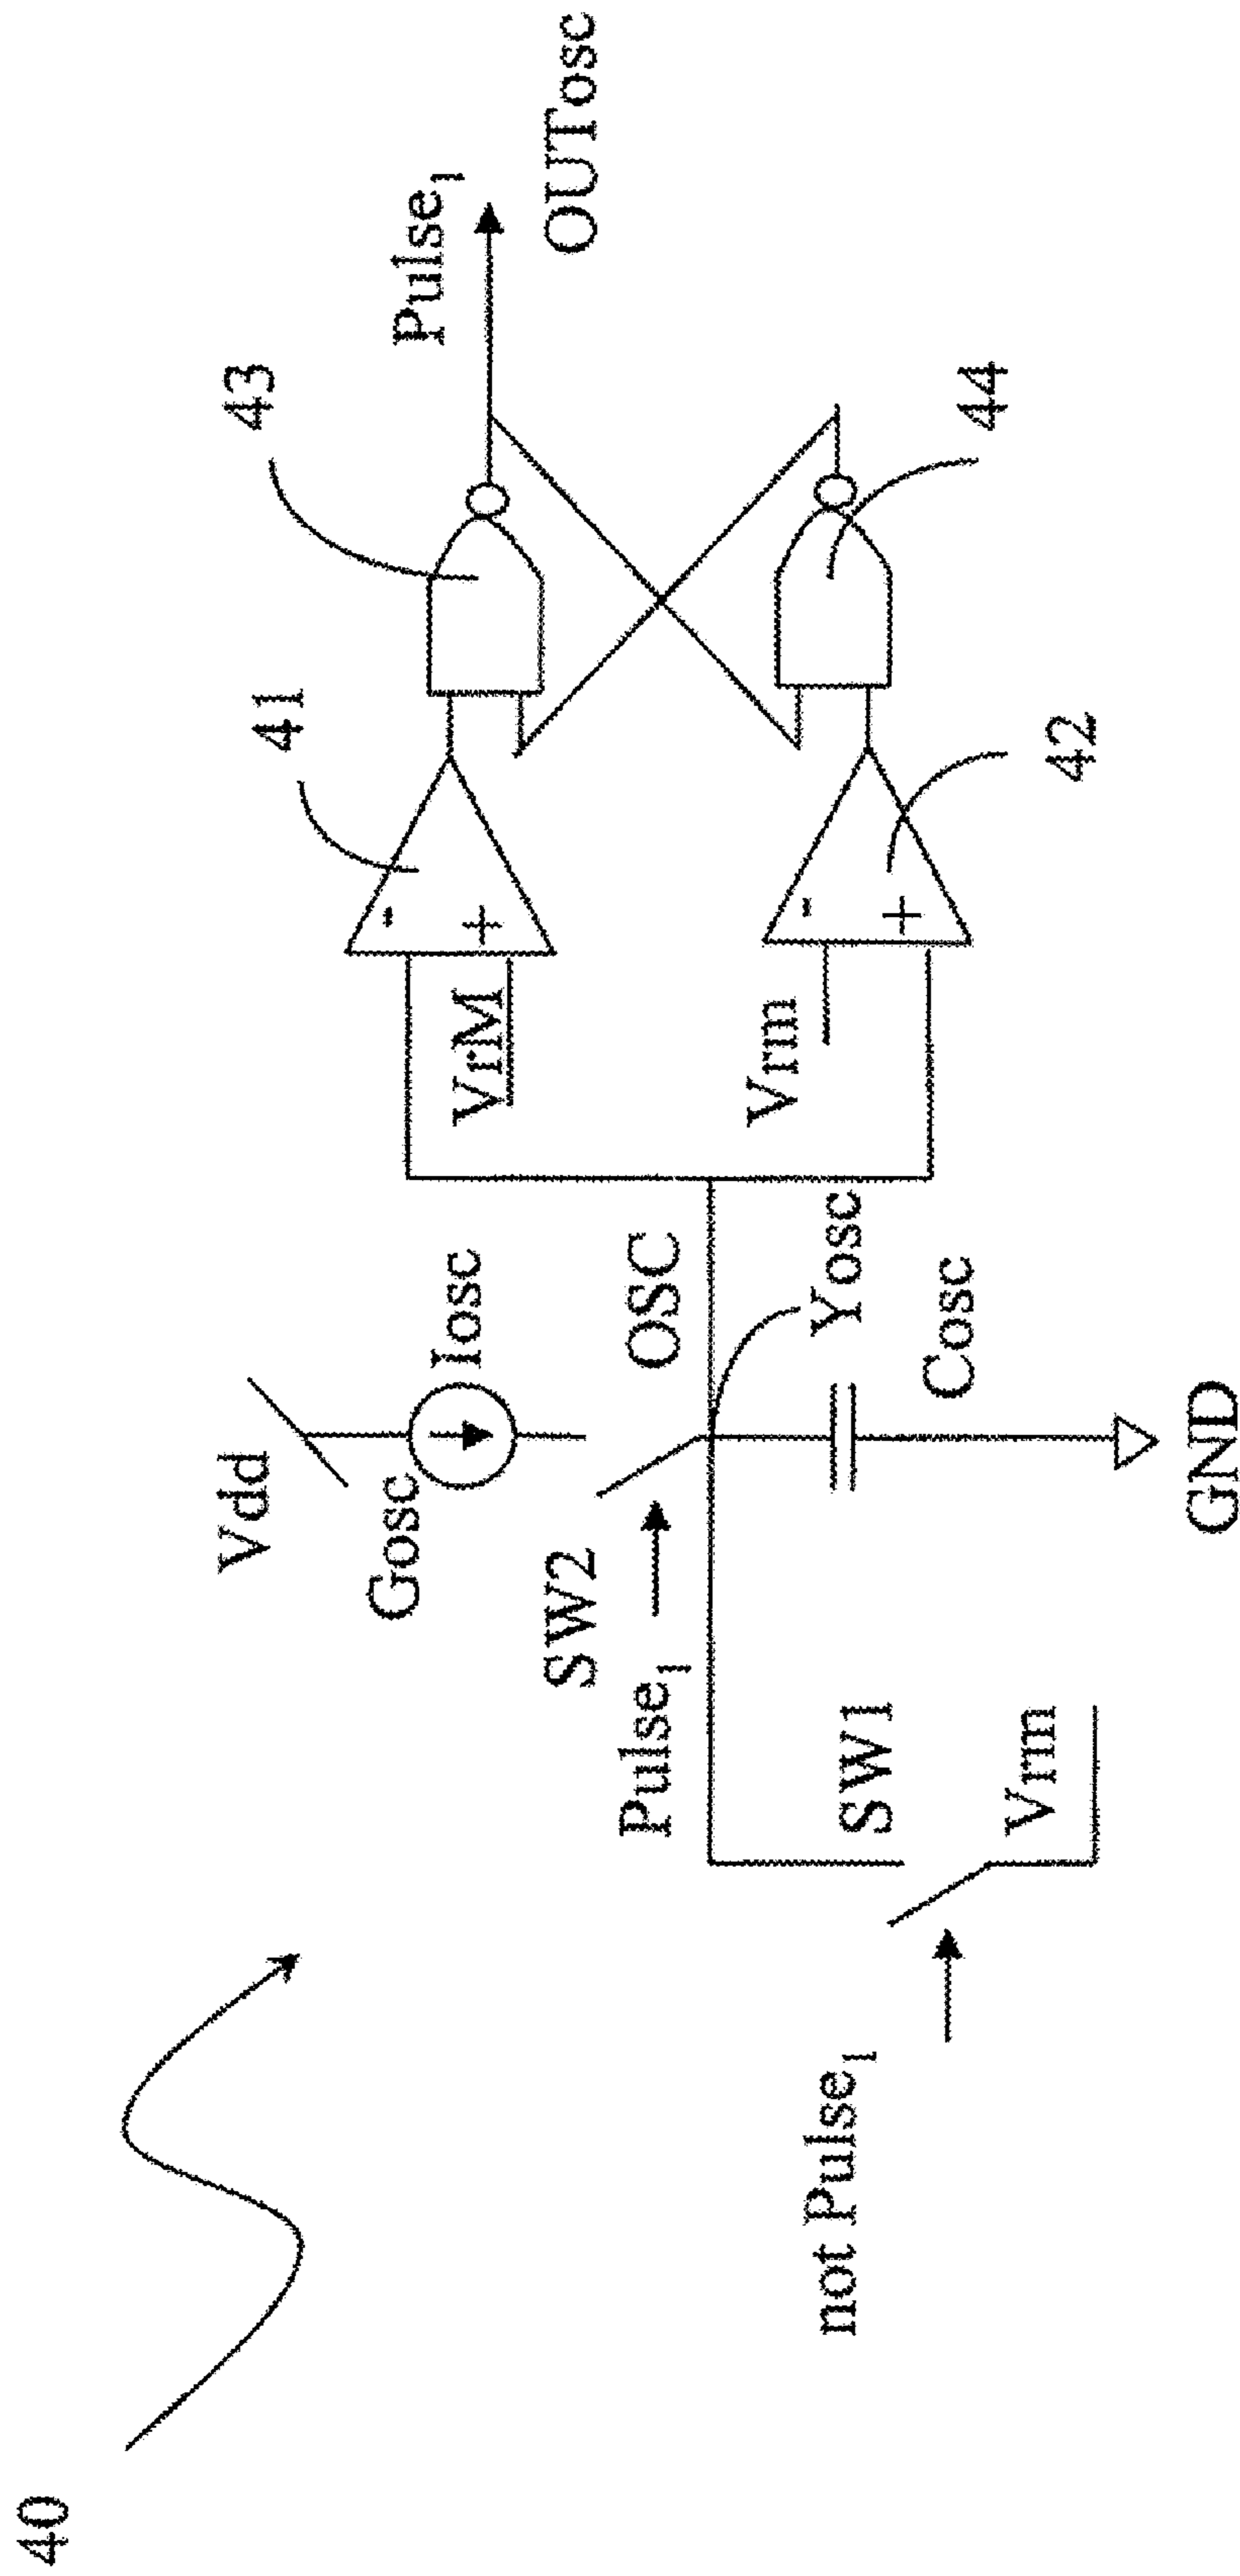 40
Vdd
Gosc
Iosc
41
43
Pulse1
OUTosc
SW2
Pulse1
OSC
VrM
-
+
not Pulse1
SW1
Vrm
Yosc
Cosc
GND
Vrm
-
+
42
44